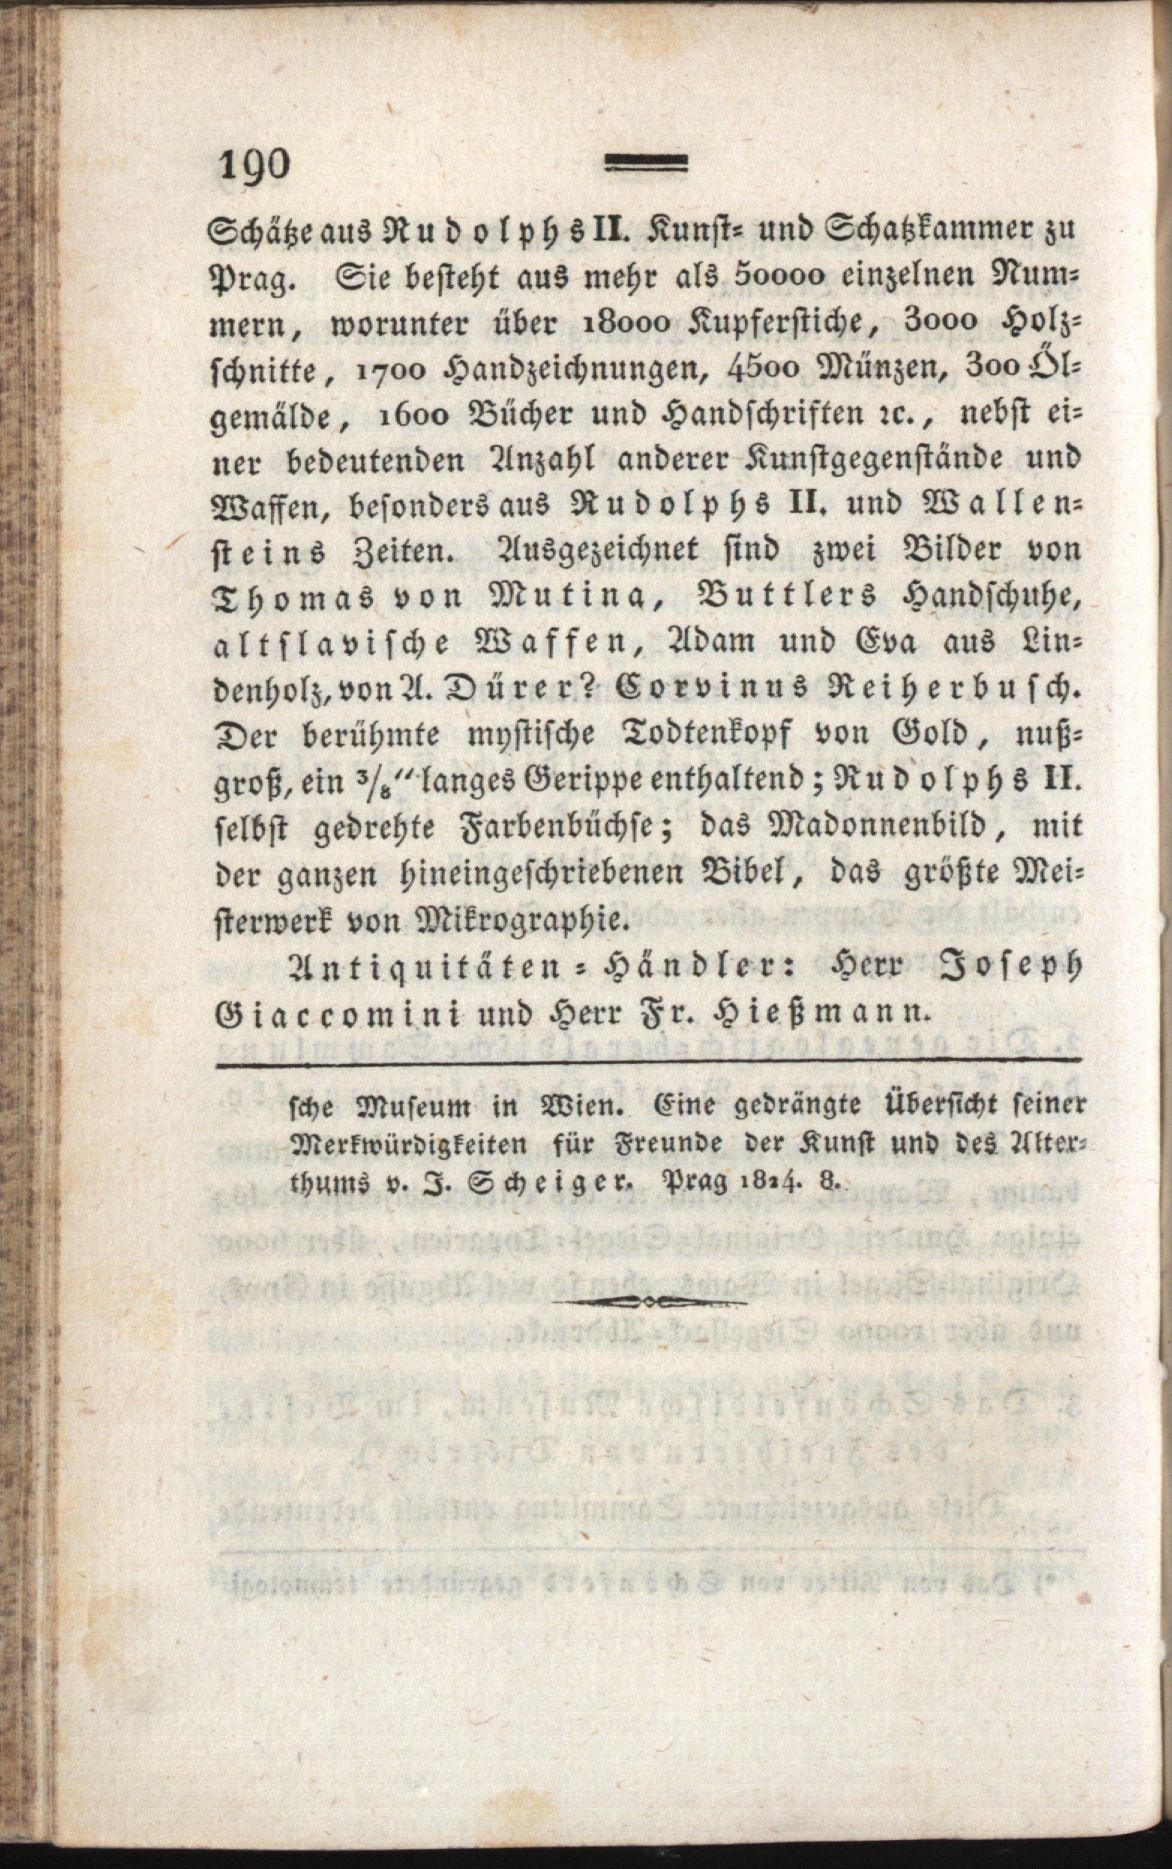 190
Schätze aus Rudolphs II. Kunst- und Schatzkammer zu
Prag. Sie besteht aus mehr als 50000 einzelnen Num-
mern, worunter über 18000 Kupferstiche, 3000 Holz-
schnitte, 1700 Handzeichnungen, 4500 Münzen, 300 Öl-
gemälde, 1600 Bücher und Handschriften ꝛc., nebst ei-
ner bedeutenden Anzahl anderer Kunstgegenstände und
Waffen, besonders aus Rudolphs II. und Wallen-
steins Zeiten. Ausgezeichnet sind zwei Bilder von
Thomas von Mutina, Buttlers Handschuhe,
altslavische Waffen, Adam und Eva aus Lin-
denholz, von A. Dürer? Corvinus Reiherbusch.
Der berühmte mystische Todtenkopf von Gold, nuß-
groß, ein 3/8" langes Gerippe enthaltend; Rudolphs II.
selbst gedrehte Farbenbüchse; das Madonnenbild, mit
der ganzen hineingeschriebenen Bibel, das größte Mei-
sterwerk von Mikrographie.
Antiquitäten-Händler: Herr Joseph
Giaccomini und Herr Fr. Hießmann.
sche Museum in Wien. Eine gedrängte Übersicht seiner
Merkwürdigkeiten für Freunde der Kunst und des Alter-
thums v. J. Scheiger. Prag 1824. 8.